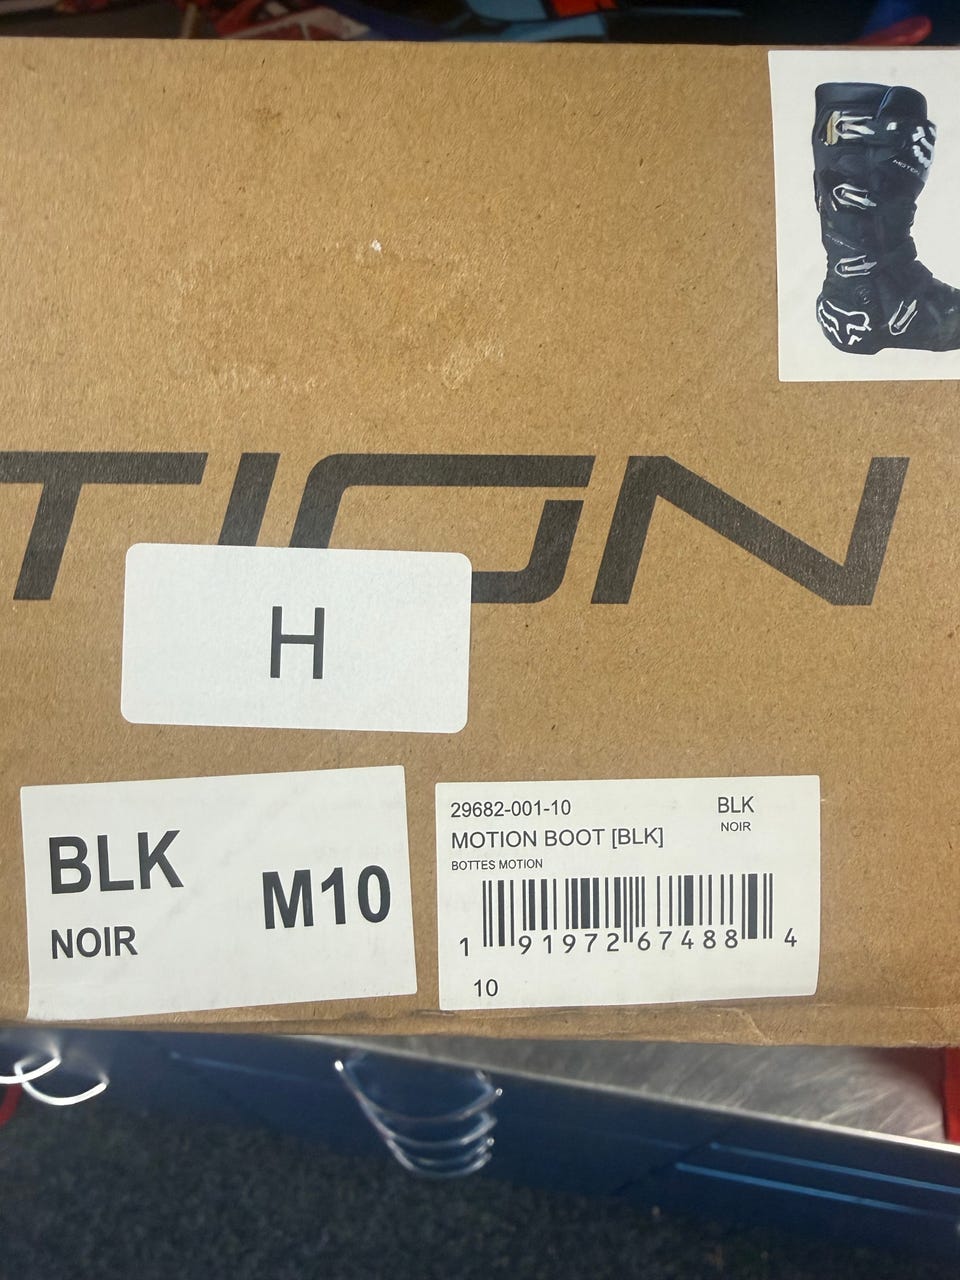 MOTION
TION
H
BLK
NOIR
M10
29682-001-10
BLK
MOTION BOOT [BLK]
NOIR
BOTTES MOTION
1 91972 67488 4
10